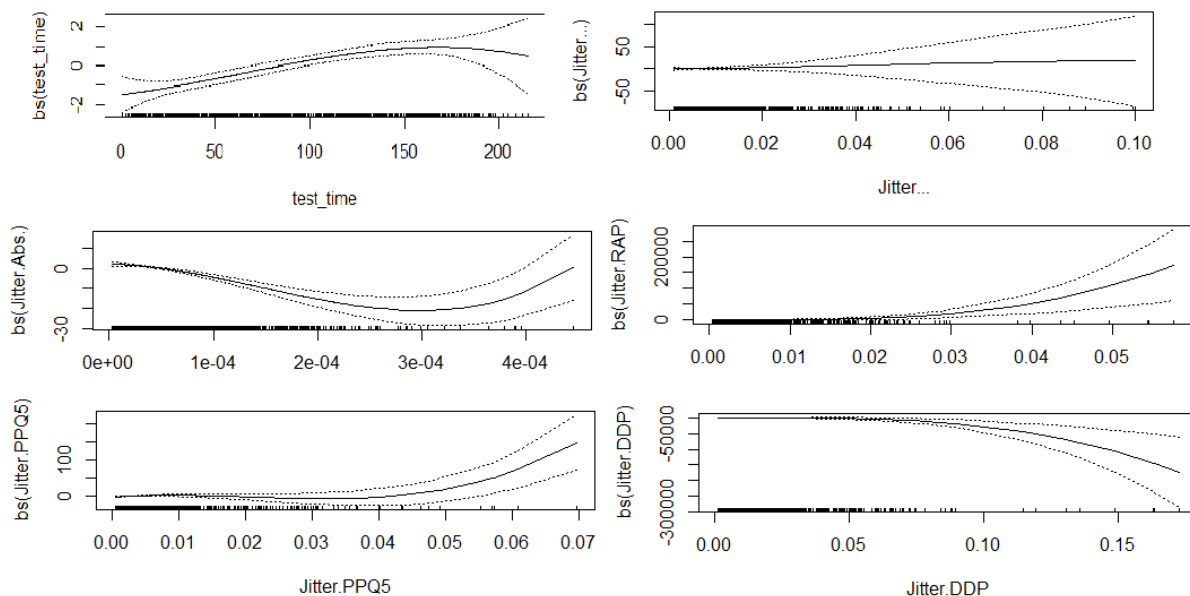 bs(test_time)
2
0
-2
0 50 100 150 200
test_time
bs(Jitter...)
50
-50
0.00 0.02 0.04 0.06 0.08 0.10
Jitter...
bs(Jitter.Abs.)
0
-30
0e+00 1e-04 2e-04 4e-04
bs(Jitter.RAP)
200000
0
0.00 0.01 0.02 0.03 0.04 0.05
bs(Jitter.PPQ5)
100
0
0.00 0.01 0.02 0.03 0.04 0.05 0.06 0.07
Jitter.PPQ5
bs(Jitter.DDP)
-50000
-300000
0.00 0.05 0.10 0.15
Jitter.DDP